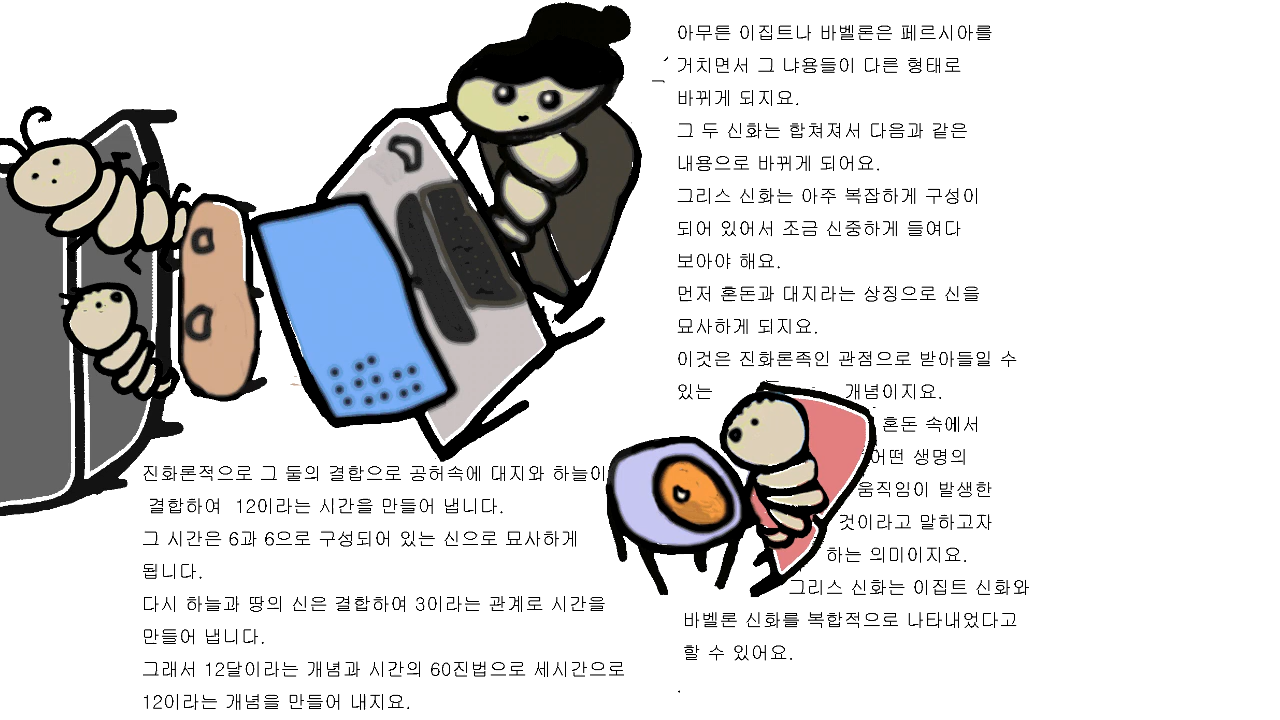 아무튼 이집트나 바벨론은 페르시아를
거치면서 그 냐용들이 다른 형태로
바뀌게 되지요.
그 두 신화는 합쳐져서 다음과 같은
내용으로 바뀌게 되어요.
그리스 신화는 아주 복잡하게 구성이
되어 있어서 조금 신중하게 들여다
보아야 해요.
먼저 혼돈과 대지라는 상징으로 신을
묘사하게 되지요.
이것은 진화론족인 관점으로 받아들일 수
있는 개념이지요.
혼돈 속에서
어떤 생명의
움직임이 발생한
것이라고 말하고자
하는 의미이지요.
그리스 신화는 이집트 신화와
바벨론 신화를 복합적으로 나타내었다고
할 수 있어요.
.
진화론적으로 그 둘의 결합으로 공허속에 대지와 하늘이
결합하여 12이라는 시간을 만들어 냅니다.
그 시간은 6과 6으로 구성되어 있는 신으로 묘사하게
됩니다.
다시 하늘과 땅의 신은 결합하여 3이라는 관계로 시간을
만들어 냅니다.
그래서 12달이라는 개념과 시간의 60진법으로 세시간으로
12이라는 개념을 만들어 내지요.